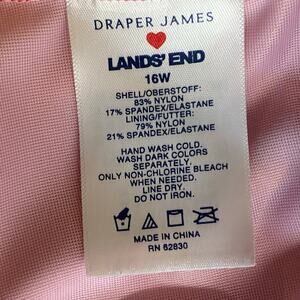 DRAPER JAMES
LANDS' END
16W
SHELL/OBERSTOFF:
83% NYLON
17% SPANDEX/ELASTANE
LINING/FUTTER:
79% NYLON
21% SPANDEX/ELASTANE
HAND WASH COLD.
WASH DARK COLORS
SEPARATELY.
ONLY NON-CHLORINE BLEACH
WHEN NEEDED.
LINE DRY.
DO NOT IRON.
MADE IN CHINA
RN 62830